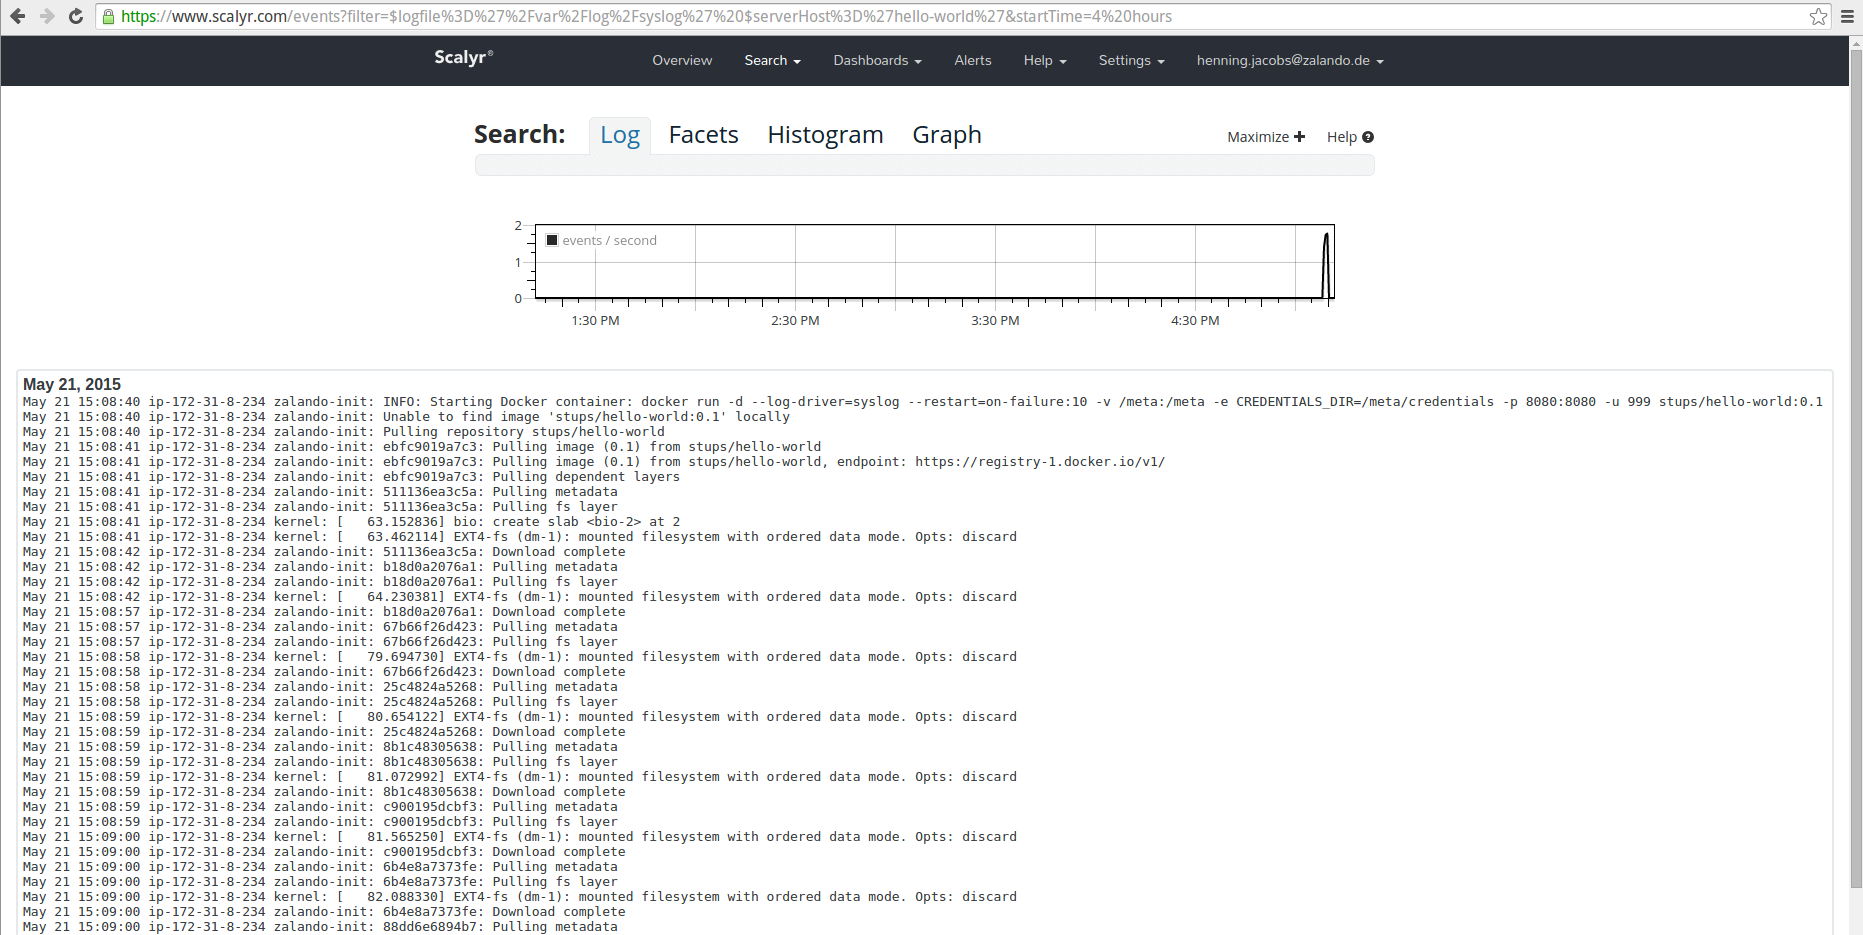 https://www.scalyr.com/events?filter=$logfile%3D%27%2Fvar%2Flog%2Fsyslog%27%20$serverHost%3D%27hello-world%27&startTime=4%20hours
Scalyr® Overview Search Dashboards Alerts Help Settings henning.jacobs@zalando.de
Search: Log Facets Histogram Graph Maximize Help
2
events / second
1
0
1:30 PM 2:30 PM 3:30 PM 4:30 PM
May 21, 2015
May 21 15:08:40 ip-172-31-8-234 zalando-init: INFO: Starting Docker container: docker run -d --log-driver=syslog --restart=on-failure:10 -v /meta:/meta -e CREDENTIALS_DIR=/meta/credentials -p 8080:8080 -u 999 stups/hello-world:0.1
May 21 15:08:40 ip-172-31-8-234 zalando-init: Unable to find image 'stups/hello-world:0.1' locally
May 21 15:08:40 ip-172-31-8-234 zalando-init: Pulling repository stups/hello-world
May 21 15:08:41 ip-172-31-8-234 zalando-init: ebfc9019a7c3: Pulling image (0.1) from stups/hello-world
May 21 15:08:41 ip-172-31-8-234 zalando-init: ebfc9019a7c3: Pulling image (0.1) from stups/hello-world, endpoint: https://registry-1.docker.io/v1/
May 21 15:08:41 ip-172-31-8-234 zalando-init: ebfc9019a7c3: Pulling dependent layers
May 21 15:08:41 ip-172-31-8-234 zalando-init: 511136ea3c5a: Pulling metadata
May 21 15:08:41 ip-172-31-8-234 zalando-init: 511136ea3c5a: Pulling fs layer
May 21 15:08:41 ip-172-31-8-234 kernel: [   63.152836] bio: create slab <bio-2> at 2
May 21 15:08:41 ip-172-31-8-234 kernel: [   63.462114] EXT4-fs (dm-1): mounted filesystem with ordered data mode. Opts: discard
May 21 15:08:42 ip-172-31-8-234 zalando-init: 511136ea3c5a: Download complete
May 21 15:08:42 ip-172-31-8-234 zalando-init: b18d0a2076a1: Pulling metadata
May 21 15:08:42 ip-172-31-8-234 zalando-init: b18d0a2076a1: Pulling fs layer
May 21 15:08:42 ip-172-31-8-234 kernel: [   64.230381] EXT4-fs (dm-1): mounted filesystem with ordered data mode. Opts: discard
May 21 15:08:57 ip-172-31-8-234 zalando-init: b18d0a2076a1: Download complete
May 21 15:08:57 ip-172-31-8-234 zalando-init: 67b66f26d423: Pulling metadata
May 21 15:08:57 ip-172-31-8-234 zalando-init: 67b66f26d423: Pulling fs layer
May 21 15:08:58 ip-172-31-8-234 kernel: [   79.694730] EXT4-fs (dm-1): mounted filesystem with ordered data mode. Opts: discard
May 21 15:08:58 ip-172-31-8-234 zalando-init: 67b66f26d423: Download complete
May 21 15:08:58 ip-172-31-8-234 zalando-init: 25c4824a5268: Pulling metadata
May 21 15:08:58 ip-172-31-8-234 zalando-init: 25c4824a5268: Pulling fs layer
May 21 15:08:59 ip-172-31-8-234 kernel: [   80.654122] EXT4-fs (dm-1): mounted filesystem with ordered data mode. Opts: discard
May 21 15:08:59 ip-172-31-8-234 zalando-init: 25c4824a5268: Download complete
May 21 15:08:59 ip-172-31-8-234 zalando-init: 8b1c48305638: Pulling metadata
May 21 15:08:59 ip-172-31-8-234 zalando-init: 8b1c48305638: Pulling fs layer
May 21 15:08:59 ip-172-31-8-234 kernel: [   81.072992] EXT4-fs (dm-1): mounted filesystem with ordered data mode. Opts: discard
May 21 15:08:59 ip-172-31-8-234 zalando-init: 8b1c48305638: Download complete
May 21 15:08:59 ip-172-31-8-234 zalando-init: c900195dcbf3: Pulling metadata
May 21 15:08:59 ip-172-31-8-234 zalando-init: c900195dcbf3: Pulling fs layer
May 21 15:09:00 ip-172-31-8-234 kernel: [   81.565250] EXT4-fs (dm-1): mounted filesystem with ordered data mode. Opts: discard
May 21 15:09:00 ip-172-31-8-234 zalando-init: c900195dcbf3: Download complete
May 21 15:09:00 ip-172-31-8-234 zalando-init: 6b4e8a7373fe: Pulling metadata
May 21 15:09:00 ip-172-31-8-234 zalando-init: 6b4e8a7373fe: Pulling fs layer
May 21 15:09:00 ip-172-31-8-234 kernel: [   82.088330] EXT4-fs (dm-1): mounted filesystem with ordered data mode. Opts: discard
May 21 15:09:00 ip-172-31-8-234 zalando-init: 6b4e8a7373fe: Download complete
May 21 15:09:00 ip-172-31-8-234 zalando-init: 88dd6e6894b7: Pulling metadata